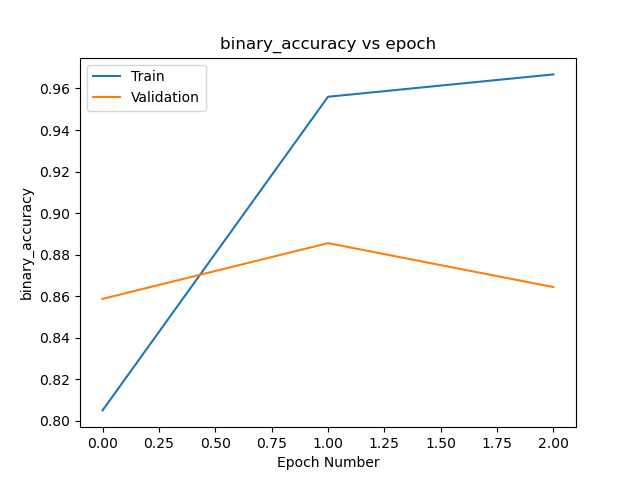 binary_accuracy vs epoch
Train
Validation
0.96
0.94
0.92
0.90
0.88
0.86
0.84
0.82
0.80
binary_accuracy
0.00 0.25 0.50 0.75 1.00 1.25 1.50 1.75 2.00
Epoch Number